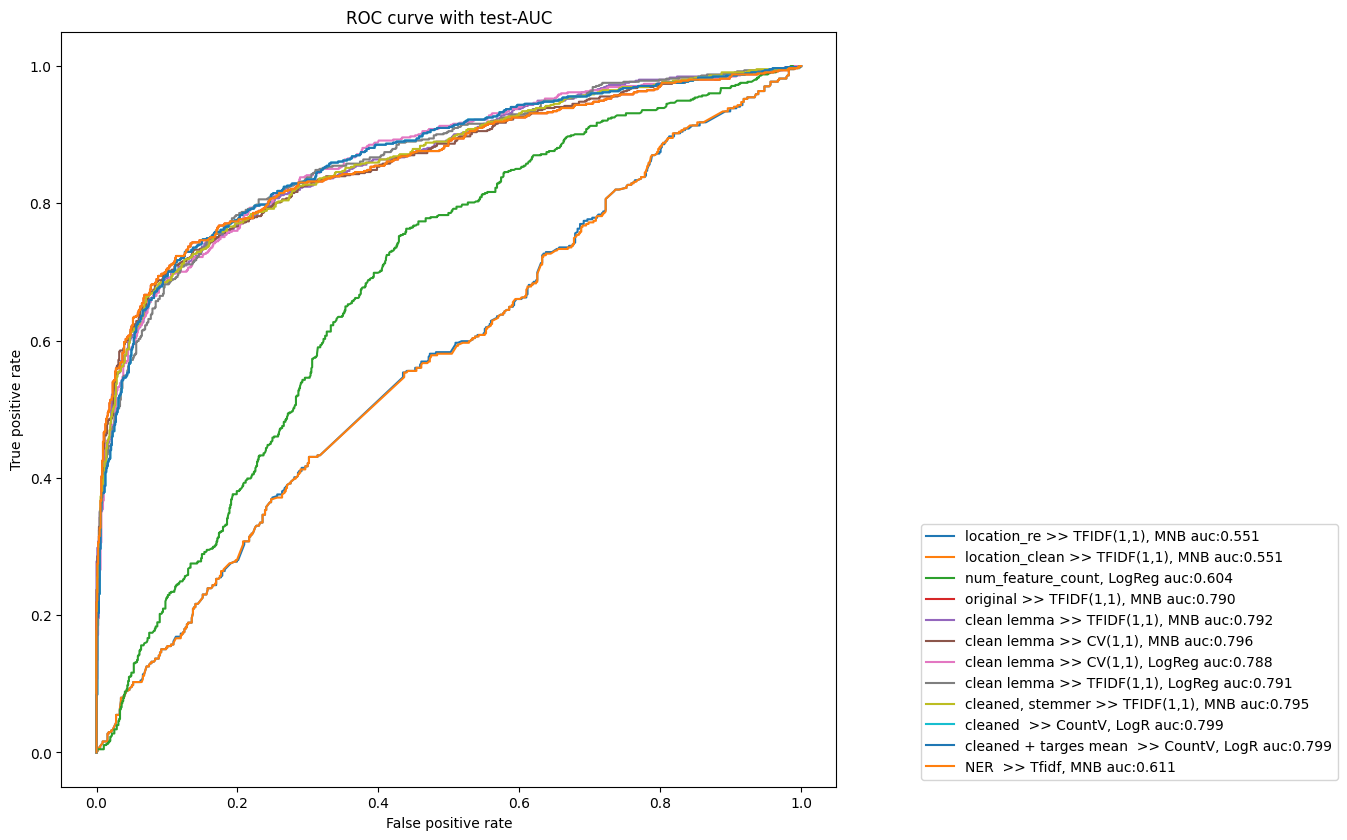 ROC curve with test-AUC
1.0
0.8
0.6
0.4
0.2
0.0
True positive rate
0.0 0.2 0.4 0.6 0.8 1.0
False positive rate
location_re >> TFIDF(1,1), MNB auc:0.551
location_clean >> TFIDF(1,1), MNB auc:0.551
num_feature_count, LogReg auc:0.604
original >> TFIDF(1,1), MNB auc:0.790
clean lemma >> TFIDF(1,1), MNB auc:0.792
clean lemma >> CV(1,1), MNB auc:0.796
clean lemma >> CV(1,1), LogReg auc:0.788
clean lemma >> TFIDF(1,1), LogReg auc:0.791
cleaned, stemmer >> TFIDF(1,1), MNB auc:0.795
cleaned  >> CountV, LogR auc:0.799
cleaned + targes mean  >> CountV, LogR auc:0.799
NER  >> Tfidf, MNB auc:0.611